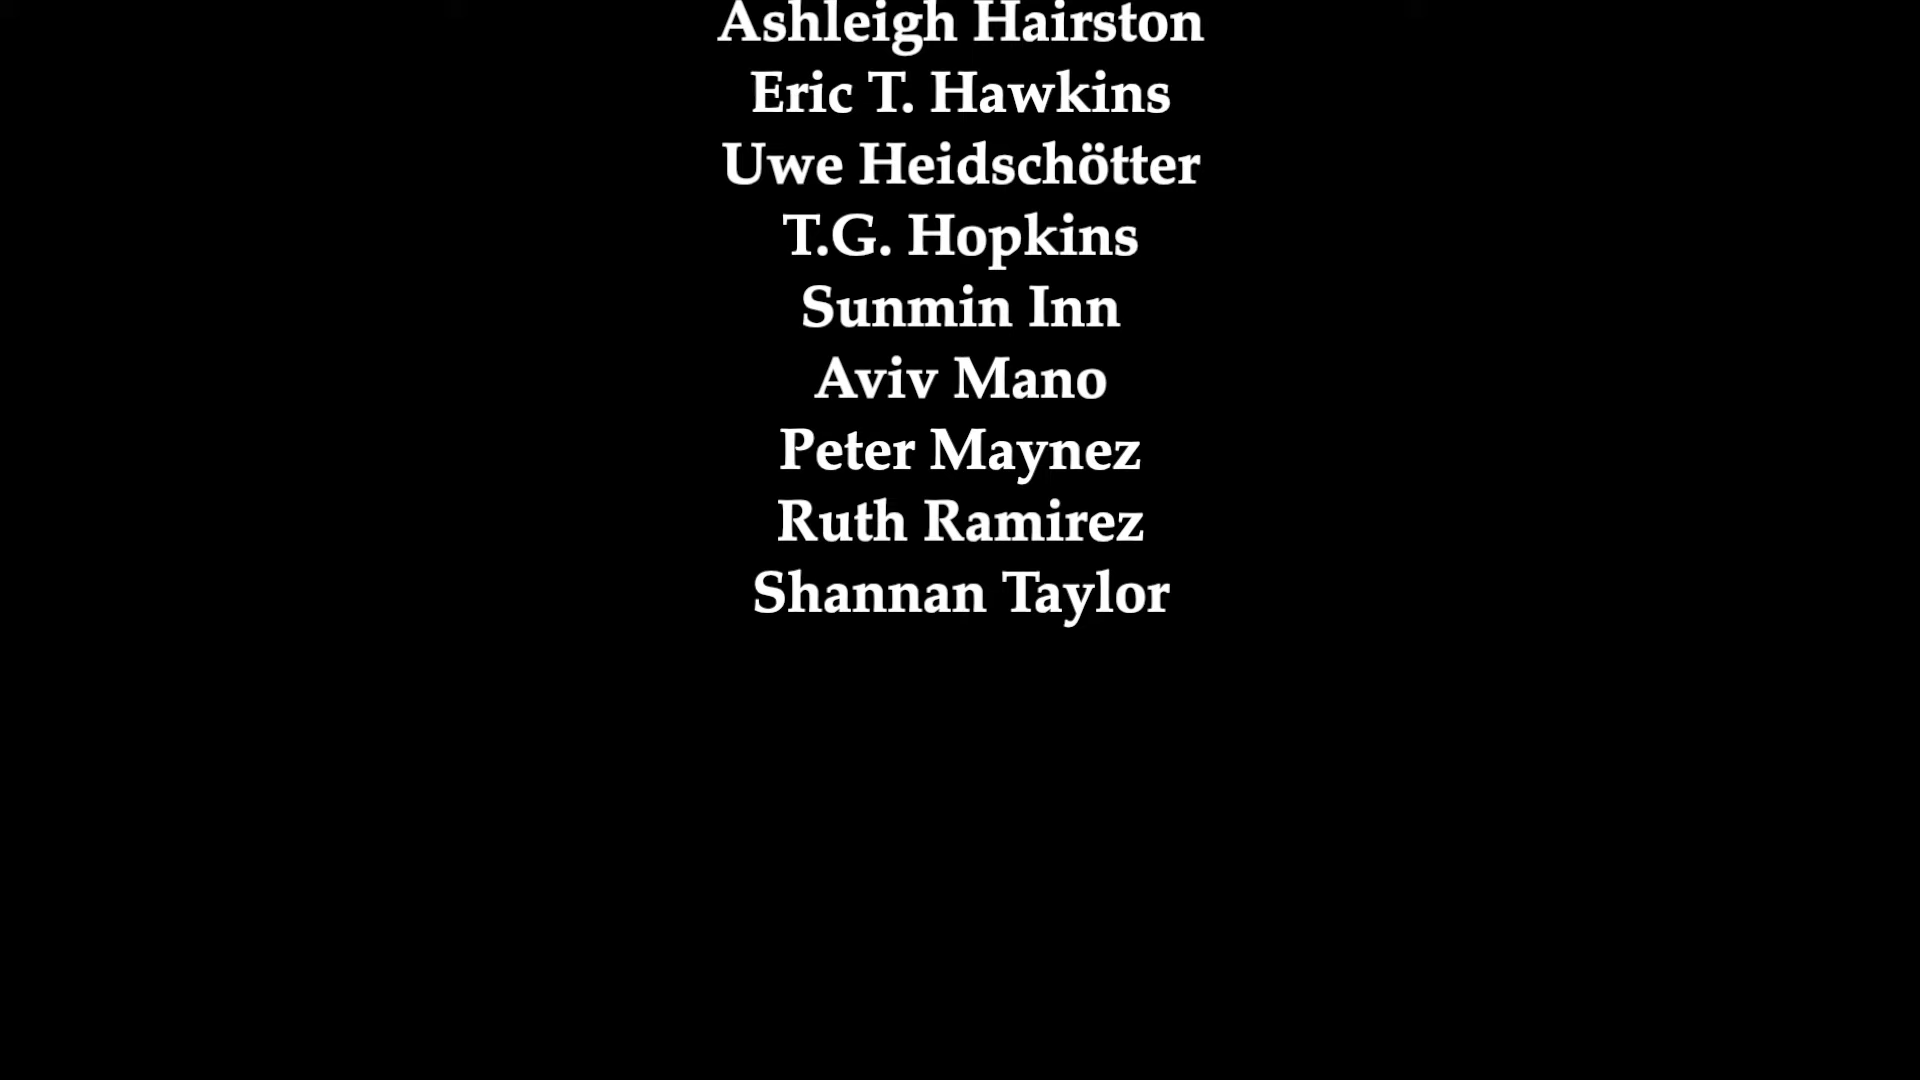 Ashleigh Hairston
Eric T. Hawkins
Uwe Heidschötter
T.G. Hopkins
Sunmin Inn
Aviv Mano
Peter Maynez
Ruth Ramirez
Shannan Taylor